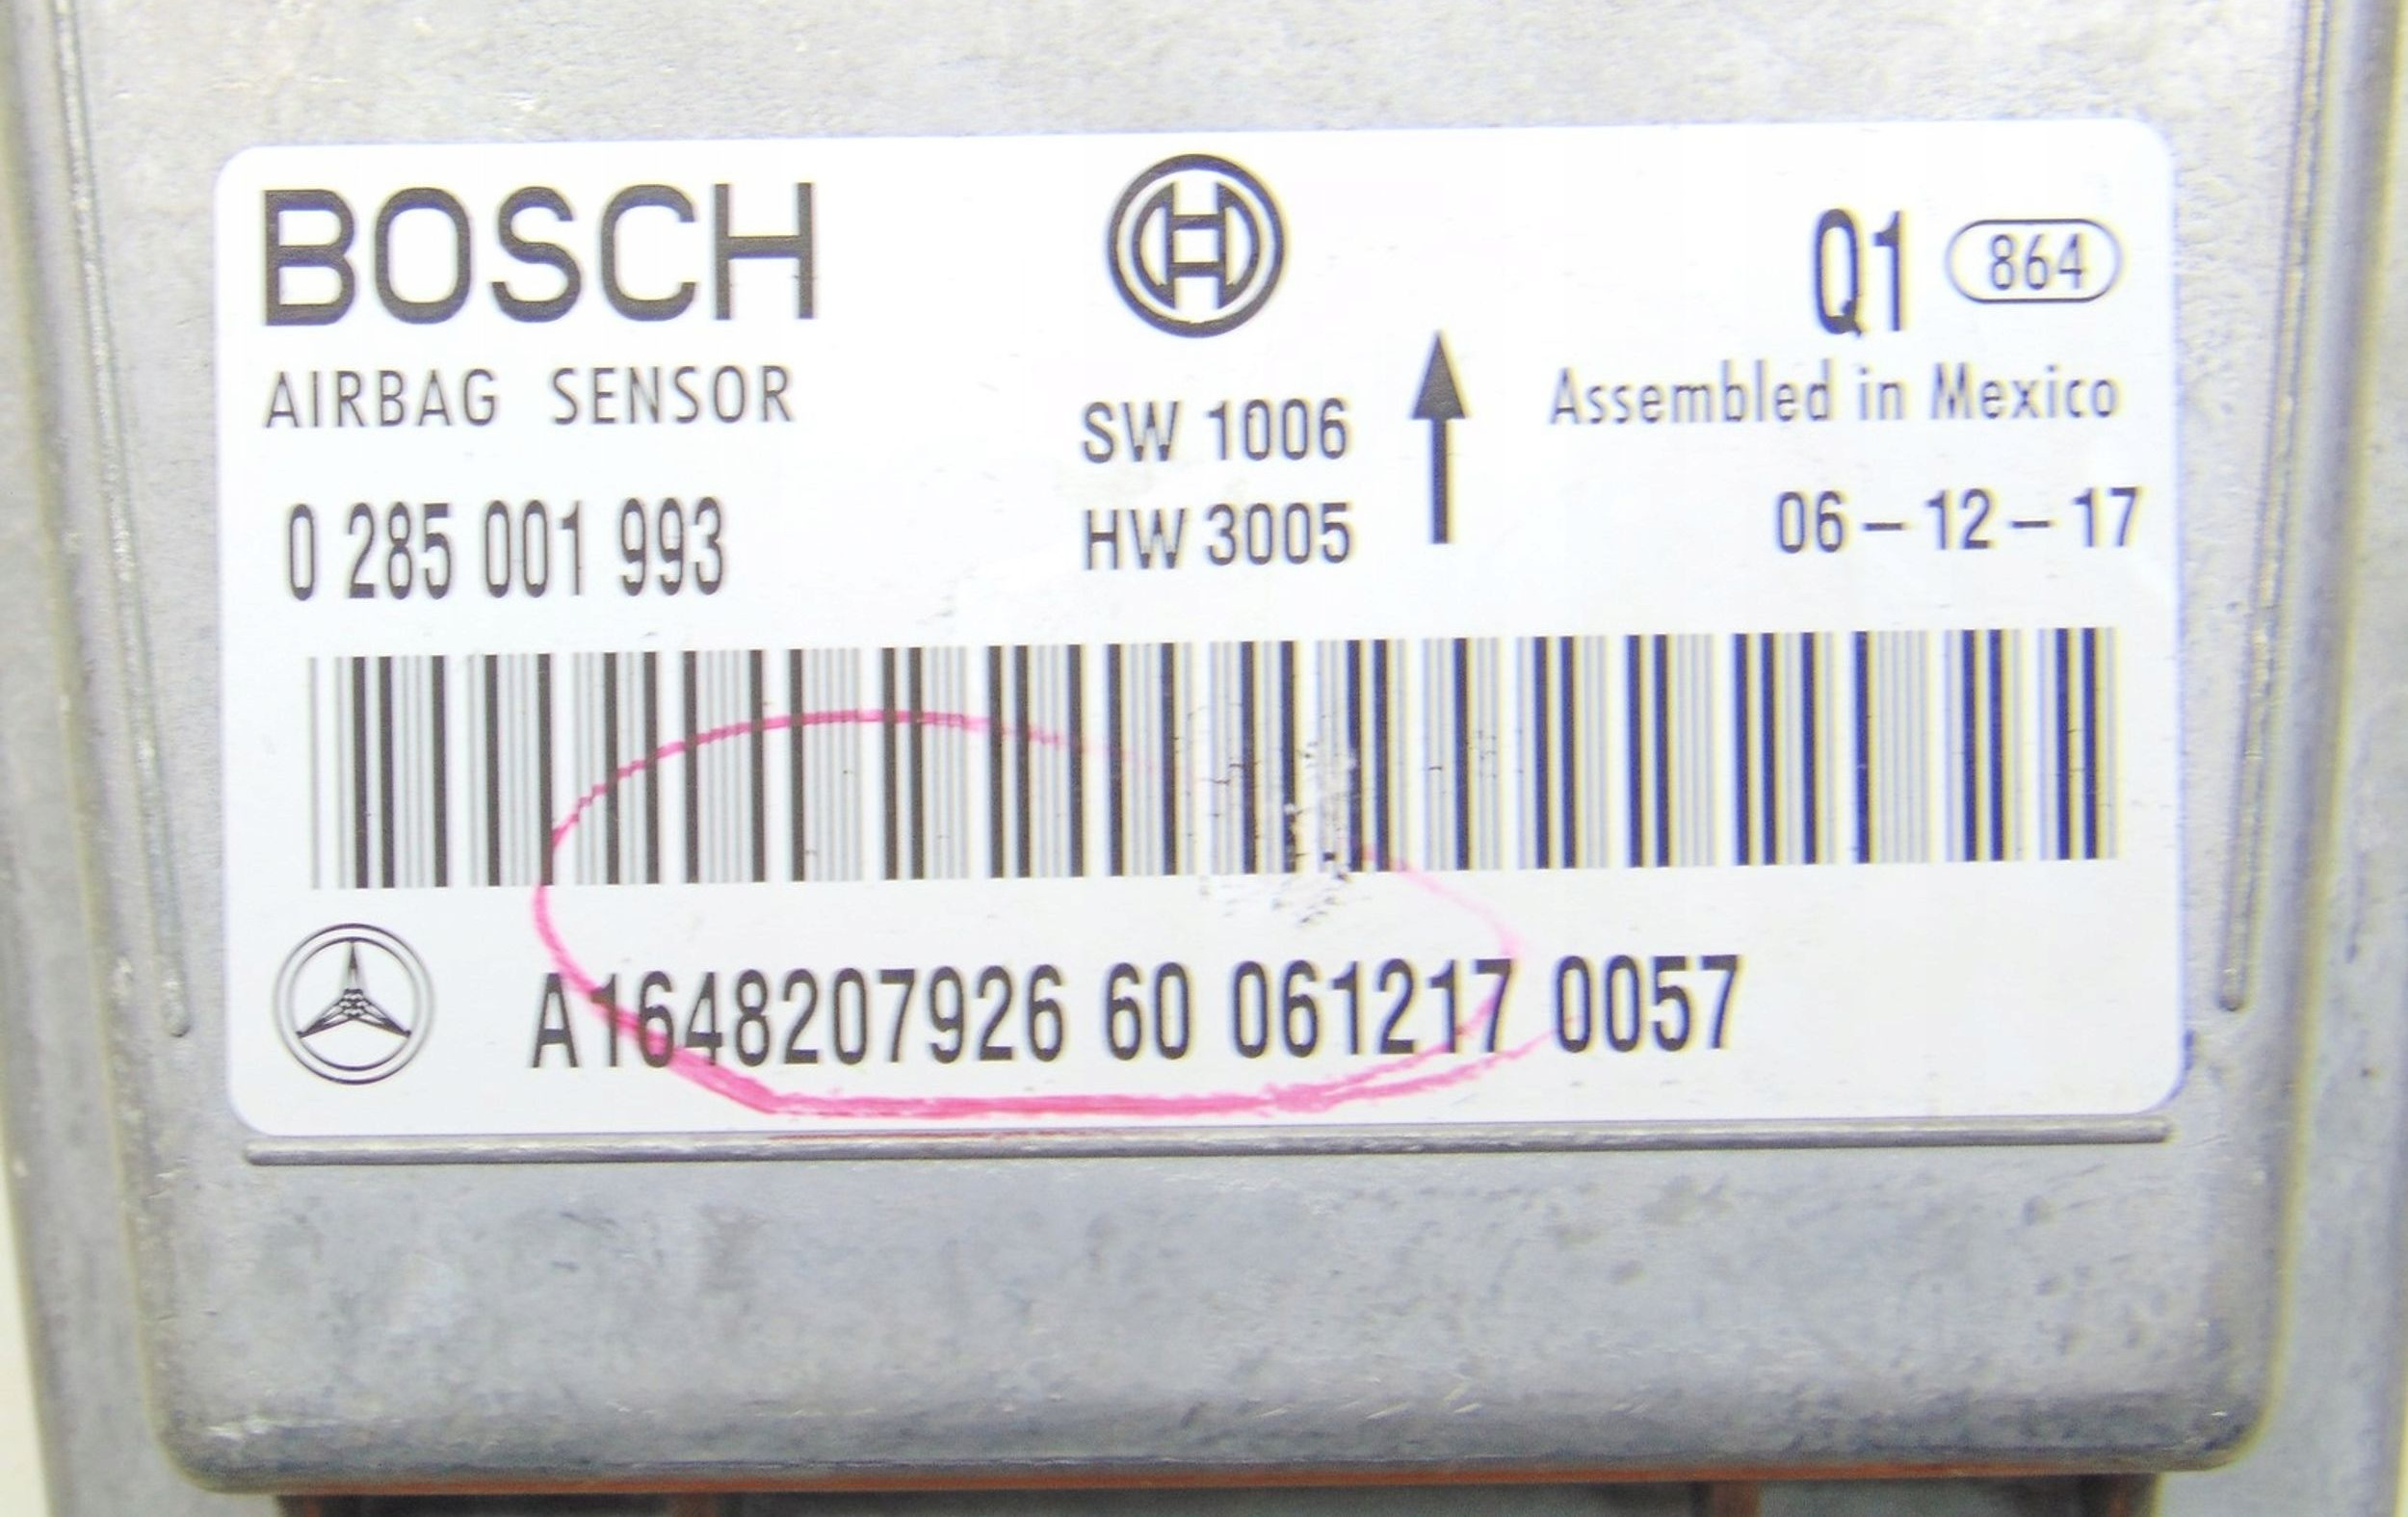 BOSCH
Q1 864
AIRBAG SENSOR
SW 1006
Assembled in Mexico
0 285 001 993
HW 3005
06-12-17
A1648207926 60 061217 0057